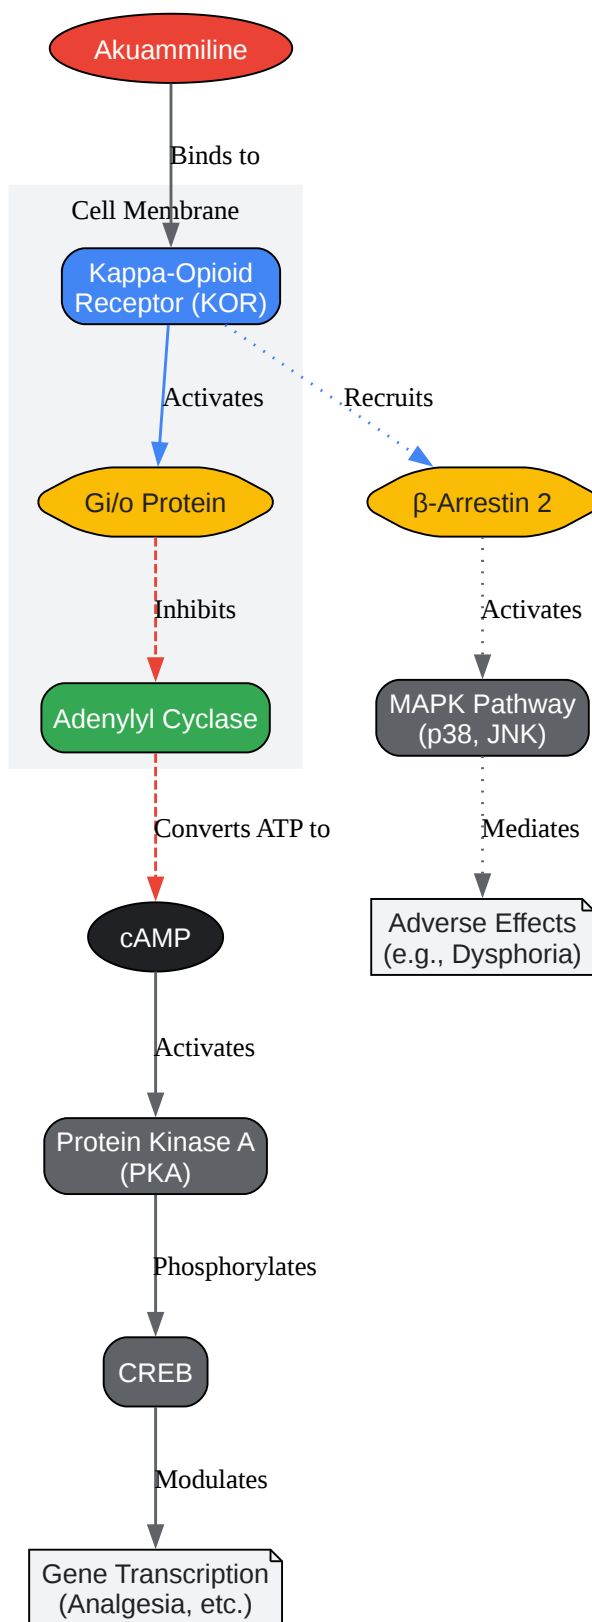 Akuammiline
Binds to
Cell Membrane
Kappa-Opioid
Receptor (KOR)
Activates
Recruits
Gi/o Protein
β-Arrestin 2
Inhibits
Activates
Adenylyl Cyclase
MAPK Pathway
(p38, JNK)
Converts ATP to
Mediates
cAMP
Adverse Effects
(e.g., Dysphoria)
Activates
Protein Kinase A
(PKA)
Phosphorylates
CREB
Modulates
Gene Transcription
(Analgesia, etc.)